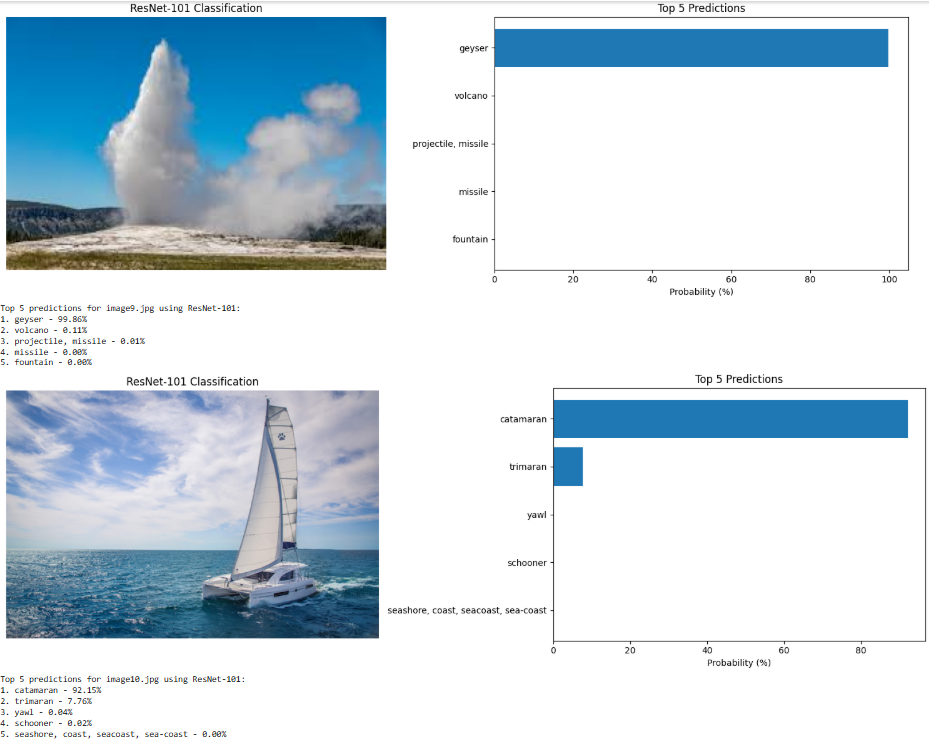 ResNet-101 Classification
Top 5 Predictions
geyser
volcano
projectile, missile
missile
fountain
0 20 40 60 80 100
Probability (%)
Top 5 predictions for image9.jpg using ResNet-101:
1. geyser - 99.86%
2. volcano - 0.11%
3. projectile, missile - 0.01%
4. missile - 0.00%
5. fountain - 0.00%
ResNet-101 Classification
Top 5 Predictions
catamaran
trimaran
yawl
schooner
seashore, coast, seacoast, sea-coast
0 20 40 60 80
Probability (%)
Top 5 predictions for image10.jpg using ResNet-101:
1. catamaran - 92.15%
2. trimaran - 7.76%
3. yawl - 0.04%
4. schooner - 0.02%
5. seashore, coast, seacoast, sea-coast - 0.00%